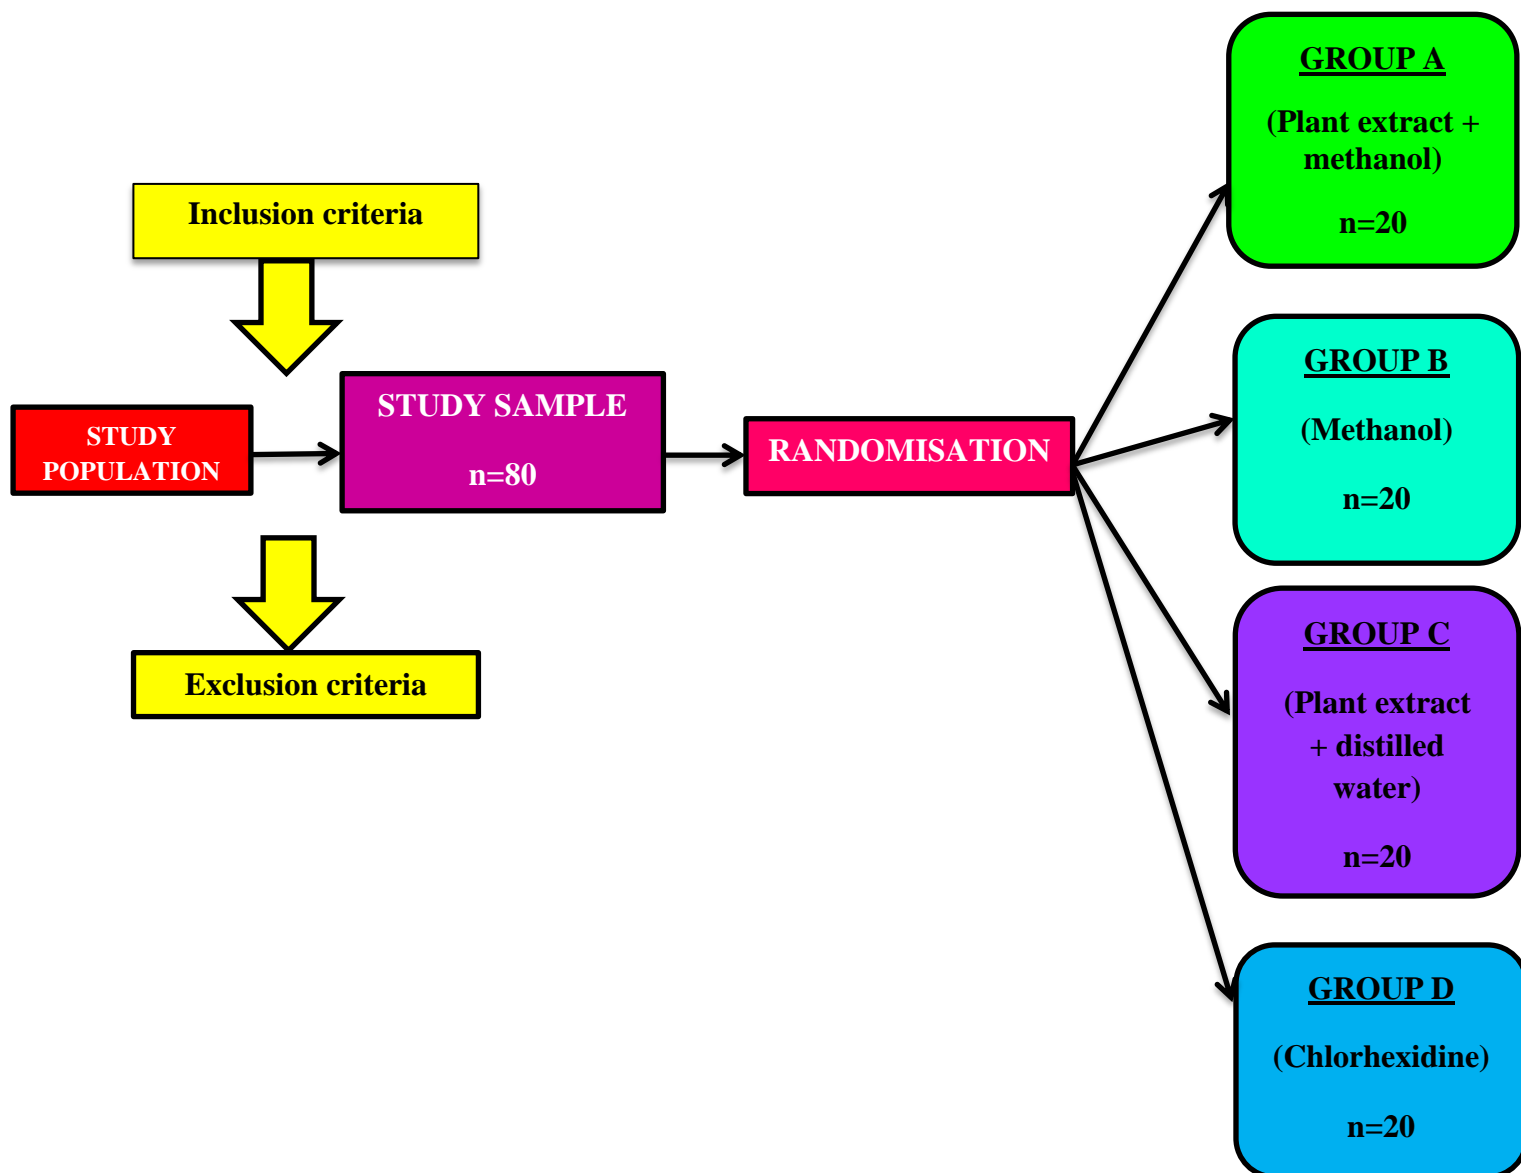 Inclusion criteria
STUDY
POPULATION
STUDY SAMPLE
n=80
Exclusion criteria
RANDOMISATION
GROUP A
(Plant extract +
methanol)
n=20
GROUP B
(Methanol)
n=20
GROUP C
(Plant extract
+ distilled
water)
n=20
GROUP D
(Chlorhexidine)
n=20